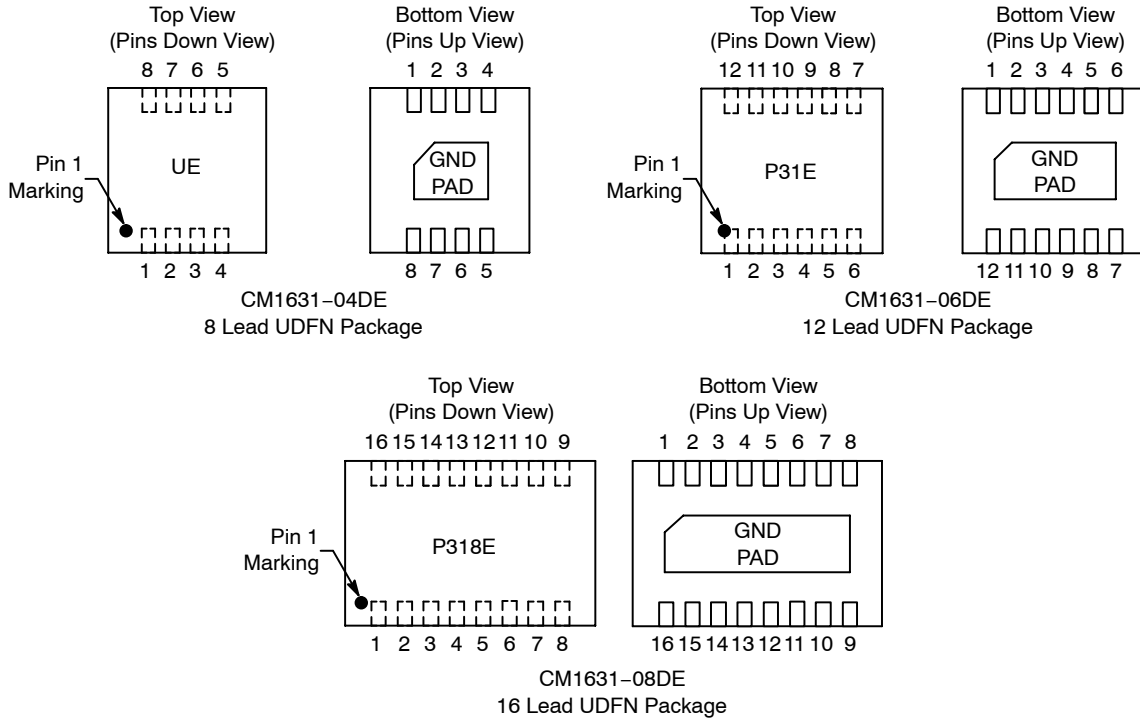 Top View
(Pins Down View)
8 7 6 5
Pin 1
Marking
UE
1 2 3 4
Bottom View
(Pins Up View)
1 2 3 4
GND
PAD
8 7 6 5
CM1631−04DE
8 Lead UDFN Package
Top View
(Pins Down View)
12 11 10 9 8 7
Pin 1
Marking
P31E
1 2 3 4 5 6
Bottom View
(Pins Up View)
1 2 3 4 5 6
GND
PAD
12 11 10 9 8 7
CM1631−06DE
12 Lead UDFN Package
Top View
(Pins Down View)
16 15 14 13 12 11 10 9
Pin 1
Marking
P318E
1 2 3 4 5 6 7 8
Bottom View
(Pins Up View)
1 2 3 4 5 6 7 8
GND
PAD
16 15 14 13 12 11 10 9
CM1631−08DE
16 Lead UDFN Package